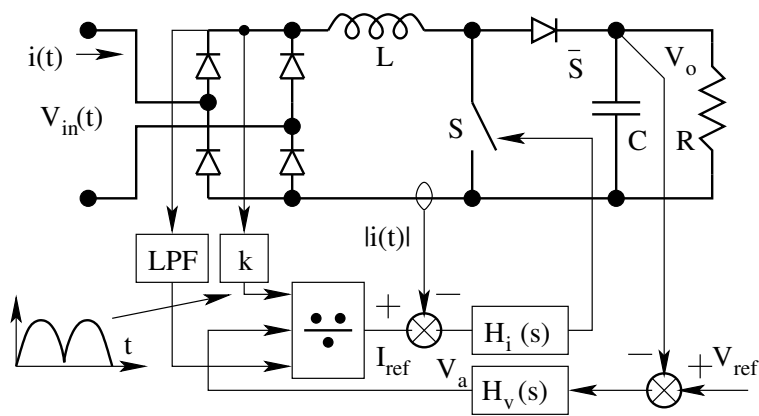 i(t)
L
S̄
V_o
V_in(t)
S
C
R
|i(t)|
LPF
k
+
−
t
I_ref
H_i(s)
V_a
H_v(s)
−
+
V_ref